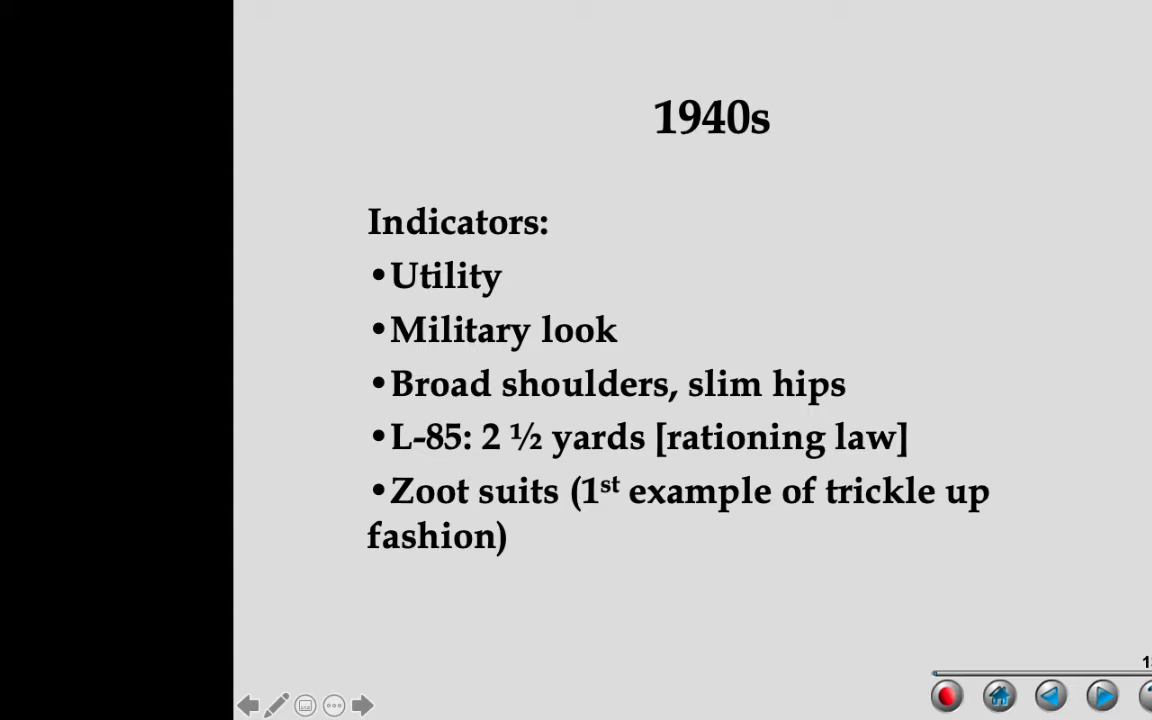 1940s
Indicators:
•Utility
•Military look
•Broad shoulders, slim hips
•L-85: 2 ½ yards [rationing law]
•Zoot suits (1st example of trickle up
fashion)